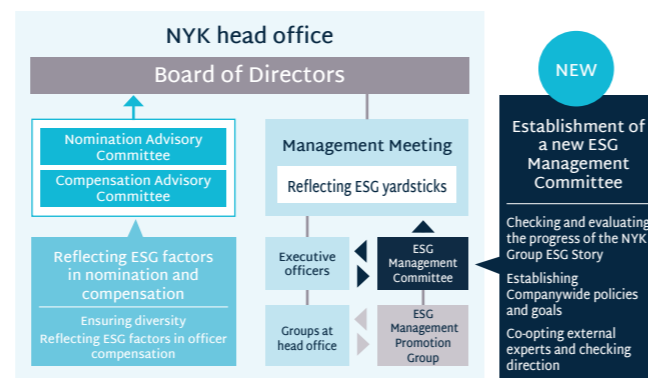 NYK head office
Board of Directors
Nomination Advisory
Committee
Compensation Advisory
Committee
Reflecting ESG factors
in nomination and
compensation
Ensuring diversity
Reflecting ESG factors in officer
compensation
Management Meeting
Reflecting ESG yardsticks
Executive
officers
ESG
Management
Committee
Groups at
head office
ESG
Management
Promotion
Group
NEW
Establishment of
a new ESG
Management
Committee
Checking and evaluating
the progress of the NYK
Group ESG Story
Establishing
Companywide policies
and goals
Co-opting external
experts and checking
direction